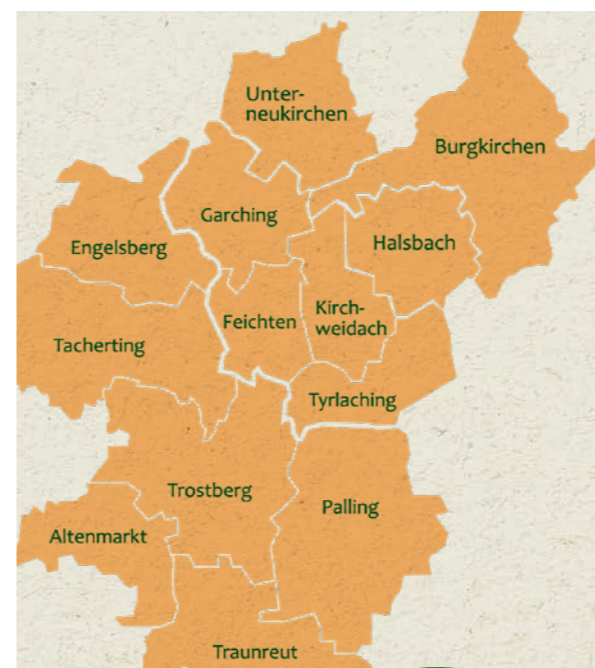 Unter-
neukirchen
Burgkirchen
Garching
Halsbach
Engelsberg
Feichten
Kirch-
weidach
Tacherting
Tyrlaching
Trostberg
Palling
Altenmarkt
Traunreut